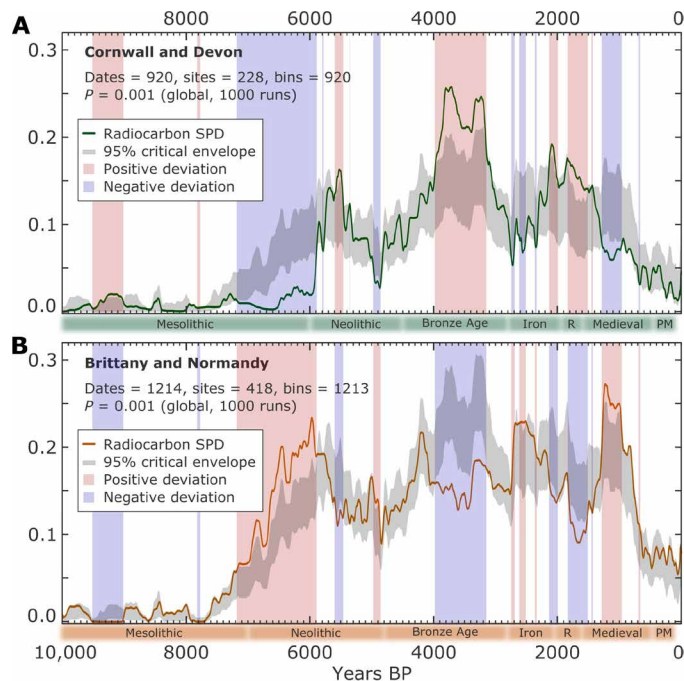 A
8000 6000 4000 2000 0
0.3
Cornwall and Devon
Dates = 920, sites = 228, bins = 920
P = 0.001 (global, 1000 runs)
0.2
Radiocarbon SPD
95% critical envelope
Positive deviation
Negative deviation
0.1
0.0
Mesolithic Neolithic Bronze Age Iron R Medieval PM
B
0.3
Brittany and Normandy
Dates = 1214, sites = 418, bins = 1213
P = 0.001 (global, 1000 runs)
0.2
Radiocarbon SPD
95% critical envelope
Positive deviation
Negative deviation
0.1
0.0
Mesolithic Neolithic Bronze Age Iron R Medieval PM
10,000 8000 6000 4000 2000 0
Years BP